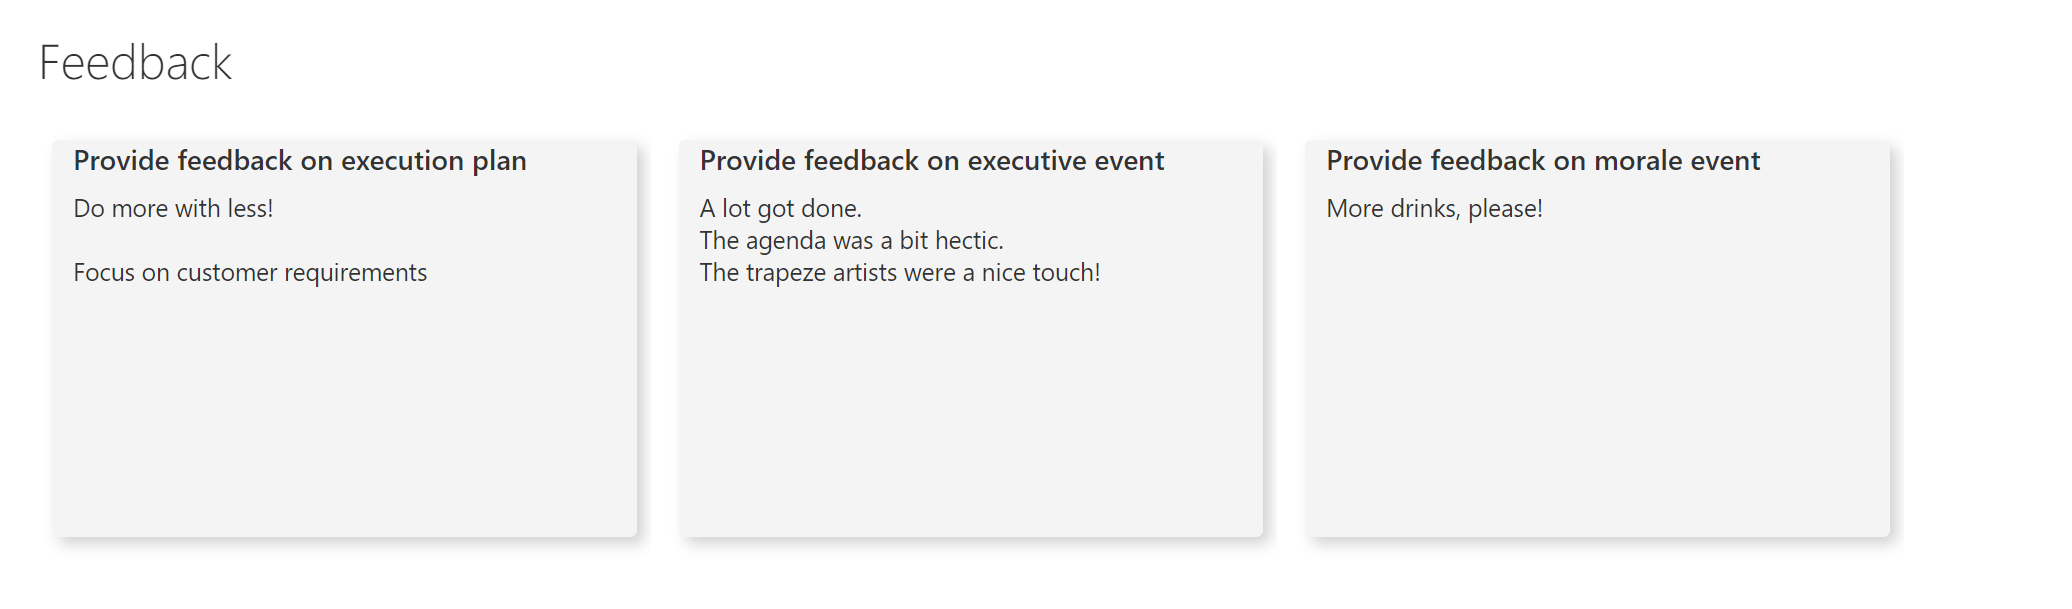 Feedback
Provide feedback on execution plan
Do more with less!
Focus on customer requirements
Provide feedback on executive event
A lot got done.
The agenda was a bit hectic.
The trapeze artists were a nice touch!
Provide feedback on morale event
More drinks, please!